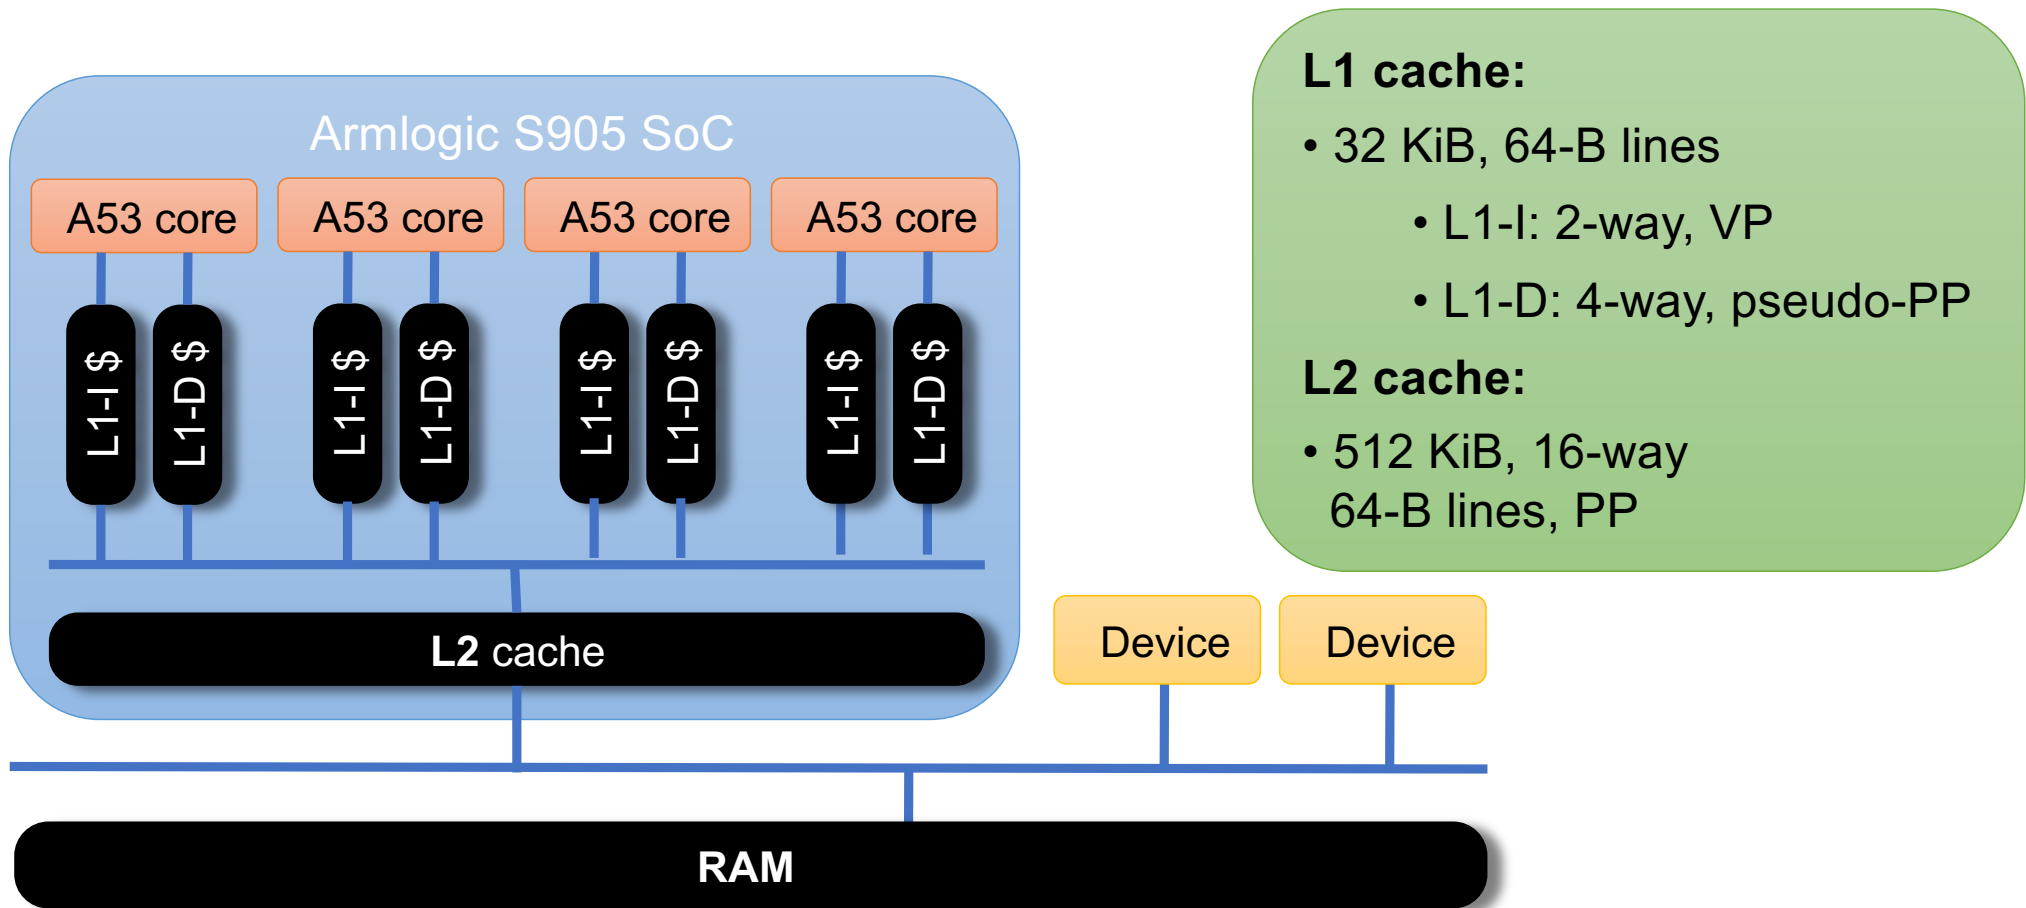 Armlogic S905 SoC
A53 core
A53 core
A53 core
A53 core
L1-I $
L1-D $
L1-I $
L1-D $
L1-I $
L1-D $
L1-I $
L1-D $
L2 cache
Device
Device
RAM
L1 cache:
• 32 KiB, 64-B lines
• L1-I: 2-way, VP
• L1-D: 4-way, pseudo-PP
L2 cache:
• 512 KiB, 16-way
64-B lines, PP